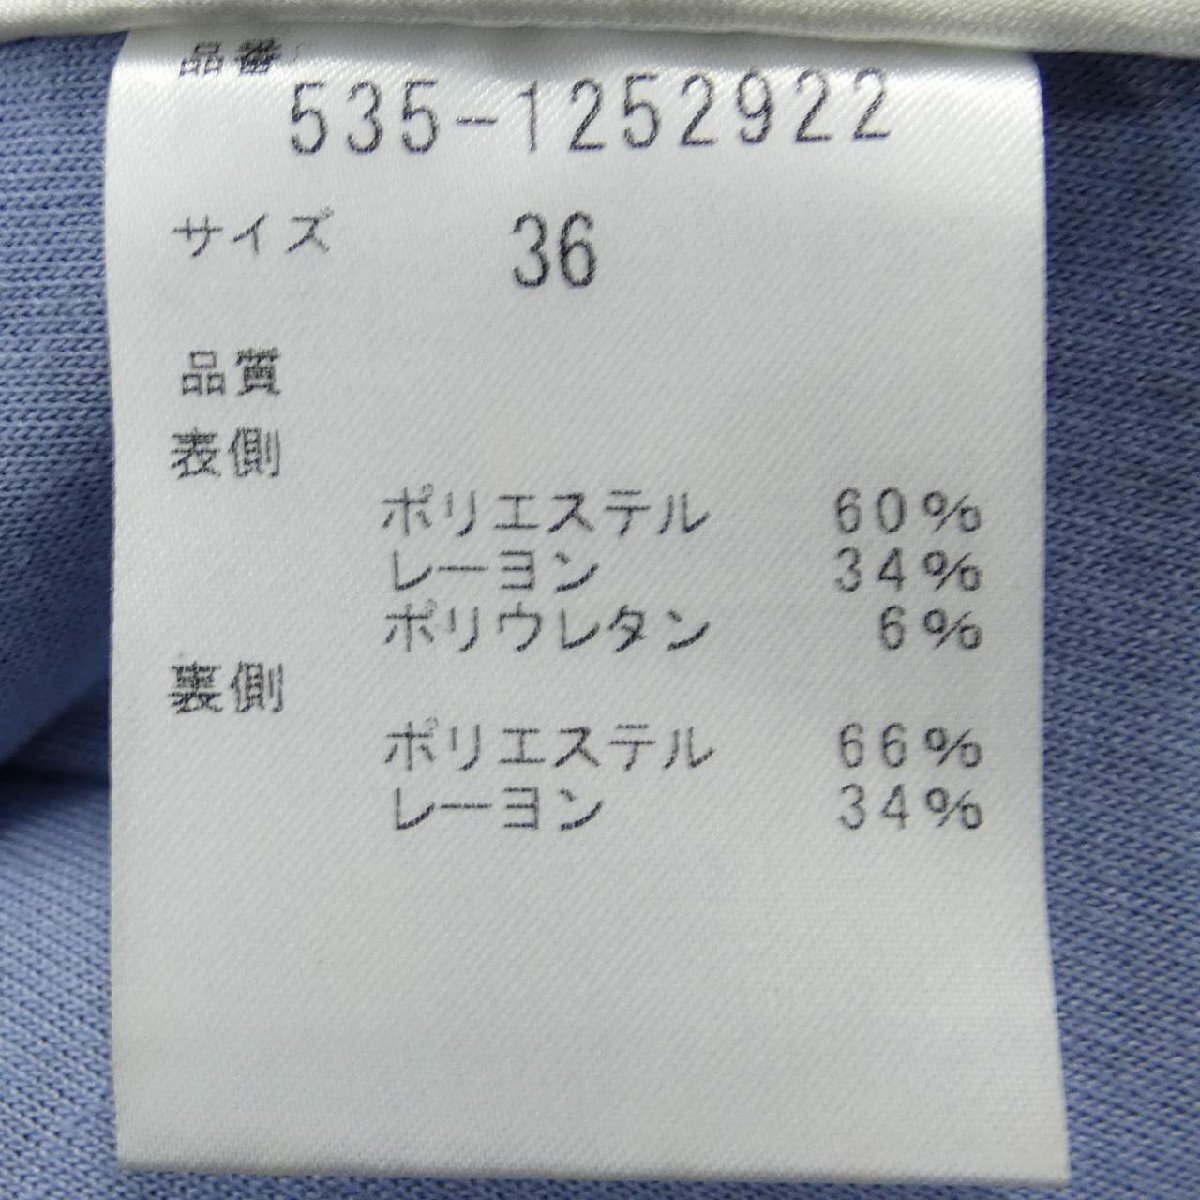 品番
535-1252922
サイズ 36
品質
表側
ポリエステル 60%
レーヨン 34%
ポリウレタン 6%
裏側
ポリエステル 66%
レーヨン 34%